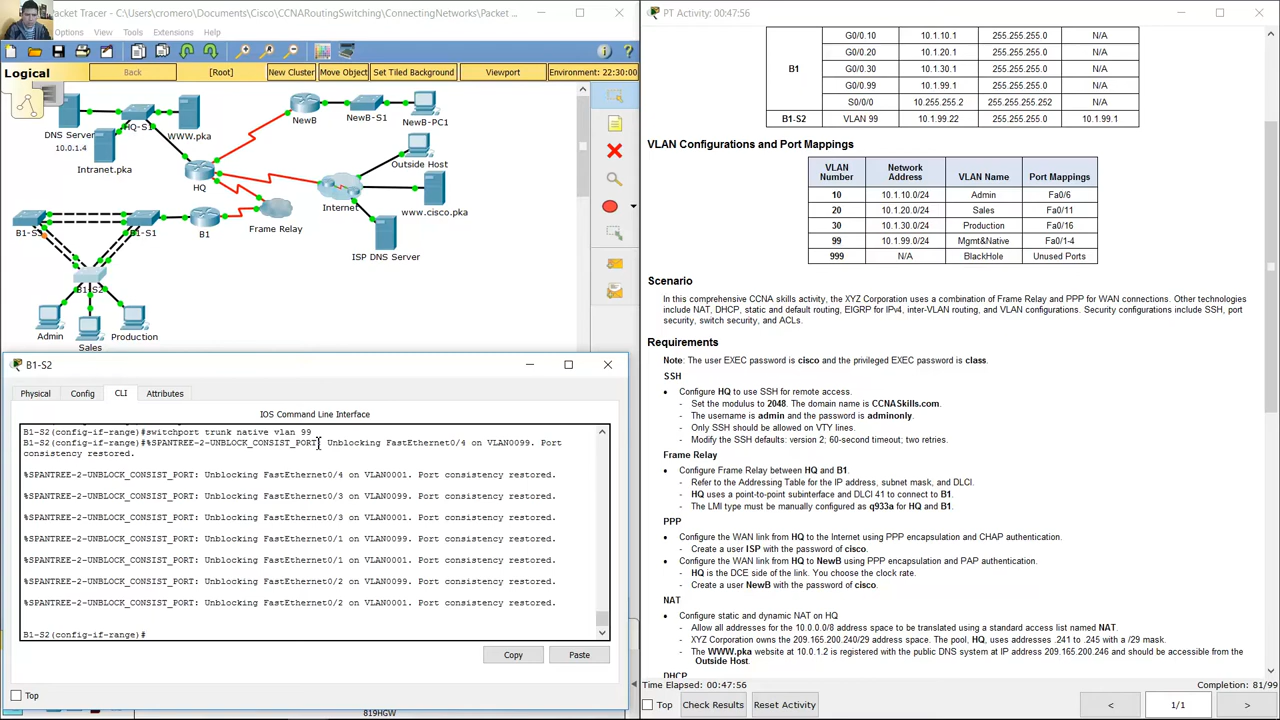 Packet Tracer - C:\cromero\Documents\Cisco\CCNARoutingSwitching\ConnectingNetworks\Packet ...
Options View Tools Extensions Help
Logical Back [Root] New Cluster Move Object Set Tiled Background Viewport Environment: 22:30:00
NewB
NewB-S1
NewB-PC1
DNS Server
10.0.1.4
HQ-S1
WWW.pka
Intranet.pka
HQ
Outside Host
Internet
www.cisco.pka
ISP DNS Server
B1-S3
B1-S1
B1
Frame Relay
B1-S2
Admin
Sales
Production
B1-S2
Physical Config CLI Attributes
IOS Command Line Interface
B1-S2(config-if-range)#switchport trunk native vlan 99
B1-S2(config-if-range)#%SPANTREE-2-UNBLOCK_CONSIST_PORT: Unblocking FastEthernet0/4 on VLAN0099. Port
consistency restored.
%SPANTREE-2-UNBLOCK_CONSIST_PORT: Unblocking FastEthernet0/4 on VLAN0001. Port consistency restored.
%SPANTREE-2-UNBLOCK_CONSIST_PORT: Unblocking FastEthernet0/3 on VLAN0099. Port consistency restored.
%SPANTREE-2-UNBLOCK_CONSIST_PORT: Unblocking FastEthernet0/3 on VLAN0001. Port consistency restored.
%SPANTREE-2-UNBLOCK_CONSIST_PORT: Unblocking FastEthernet0/1 on VLAN0099. Port consistency restored.
%SPANTREE-2-UNBLOCK_CONSIST_PORT: Unblocking FastEthernet0/1 on VLAN0001. Port consistency restored.
%SPANTREE-2-UNBLOCK_CONSIST_PORT: Unblocking FastEthernet0/2 on VLAN0099. Port consistency restored.
%SPANTREE-2-UNBLOCK_CONSIST_PORT: Unblocking FastEthernet0/2 on VLAN0001. Port consistency restored.
B1-S2(config-if-range)#
Copy Paste
Top
819HGW
PT Activity: 00:47:56
B1
G0/0.10 10.1.10.1 255.255.255.0 N/A
G0/0.20 10.1.20.1 255.255.255.0 N/A
G0/0.30 10.1.30.1 255.255.255.0 N/A
G0/0.99 10.1.99.1 255.255.255.0 N/A
S0/0/0 10.255.255.2 255.255.255.252 N/A
B1-S2 VLAN 99 10.1.99.22 255.255.255.0 10.1.99.1
VLAN Configurations and Port Mappings
VLAN Number Network Address VLAN Name Port Mappings
10 10.1.10.0/24 Admin Fa0/6
20 10.1.20.0/24 Sales Fa0/11
30 10.1.30.0/24 Production Fa0/16
99 10.1.99.0/24 Mgmt&Native Fa0/1-4
999 N/A BlackHole Unused Ports
Scenario
In this comprehensive CCNA skills activity, the XYZ Corporation uses a combination of Frame Relay and PPP for WAN connections. Other technologies
include NAT, DHCP, static and default routing, EIGRP for IPv4, inter-VLAN routing, and VLAN configurations. Security configurations include SSH, port
security, switch security, and ACLs.
Requirements
Note: The user EXEC password is cisco and the privileged EXEC password is class.
SSH
• Configure HQ to use SSH for remote access.
- Set the modulus to 2048. The domain name is CCNASkills.com.
- The username is admin and the password is adminonly.
- Only SSH should be allowed on VTY lines.
- Modify the SSH defaults: version 2; 60-second timeout; two retries.
Frame Relay
• Configure Frame Relay between HQ and B1.
- Refer to the Addressing Table for the IP address, subnet mask, and DLCI.
- HQ uses a point-to-point subinterface and DLCI 41 to connect to B1.
- The LMI type must be manually configured as q933a for HQ and B1.
PPP
• Configure the WAN link from HQ to the Internet using PPP encapsulation and CHAP authentication.
- Create a user ISP with the password of cisco.
• Configure the WAN link from HQ to NewB using PPP encapsulation and PAP authentication.
- HQ is the DCE side of the link. You choose the clock rate.
- Create a user NewB with the password of cisco.
NAT
• Configure static and dynamic NAT on HQ
- Allow all addresses for the 10.0.0.0/8 address space to be translated using a standard access list named NAT.
- XYZ Corporation owns the 209.165.200.240/29 address space. The pool, HQ, uses addresses .241 to .245 with a /29 mask.
- The WWW.pka website at 10.0.1.2 is registered with the public DNS system at IP address 209.165.200.246 and should be accessible from the
Outside Host.
DHCP
Time Elapsed: 00:47:56 Completion: 81/99
Top Check Results Reset Activity < 1/1 >